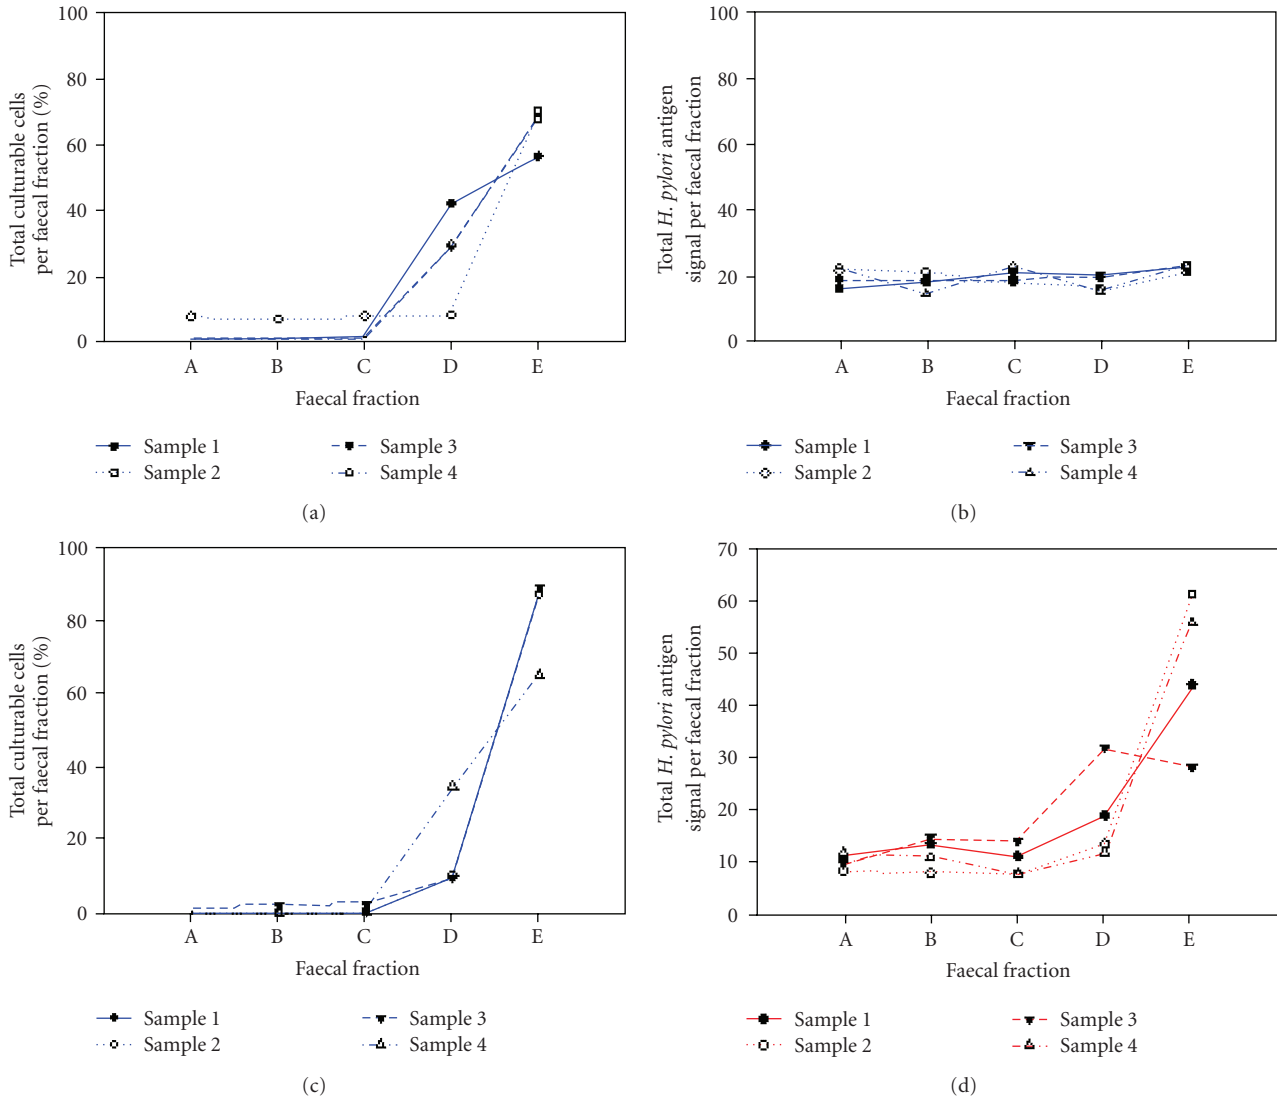 100
80
60
40
20
0
Total culturable cells
per faecal fraction (%)
A B C D E
Faecal fraction
Sample 1
Sample 2
Sample 3
Sample 4
(a)
100
80
60
40
20
0
Total H. pylori antigen
signal per faecal fraction
A B C D E
Faecal fraction
Sample 1
Sample 2
Sample 3
Sample 4
(b)
100
80
60
40
20
0
Total culturable cells
per faecal fraction (%)
A B C D E
Faecal fraction
Sample 1
Sample 2
Sample 3
Sample 4
(c)
70
60
50
40
30
20
10
0
Total H. pylori antigen
signal per faecal fraction
A B C D E
Faecal fraction
Sample 1
Sample 2
Sample 3
Sample 4
(d)